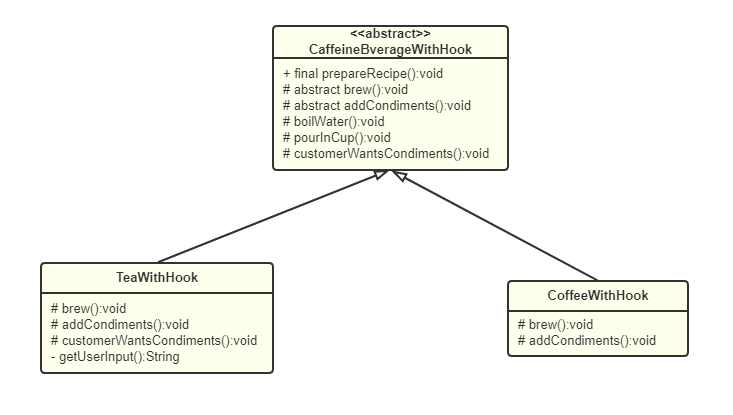 <<abstract>>
CaffeineBverageWithHook
+ final prepareRecipe():void
# abstract brew():void
# abstract addCondiments():void
# boilWater():void
# pourInCup():void
# customerWantsCondiments():void
TeaWithHook
# brew():void
# addCondiments():void
# customerWantsCondiments():void
- getUserInput():String
CoffeeWithHook
# brew():void
# addCondiments():void